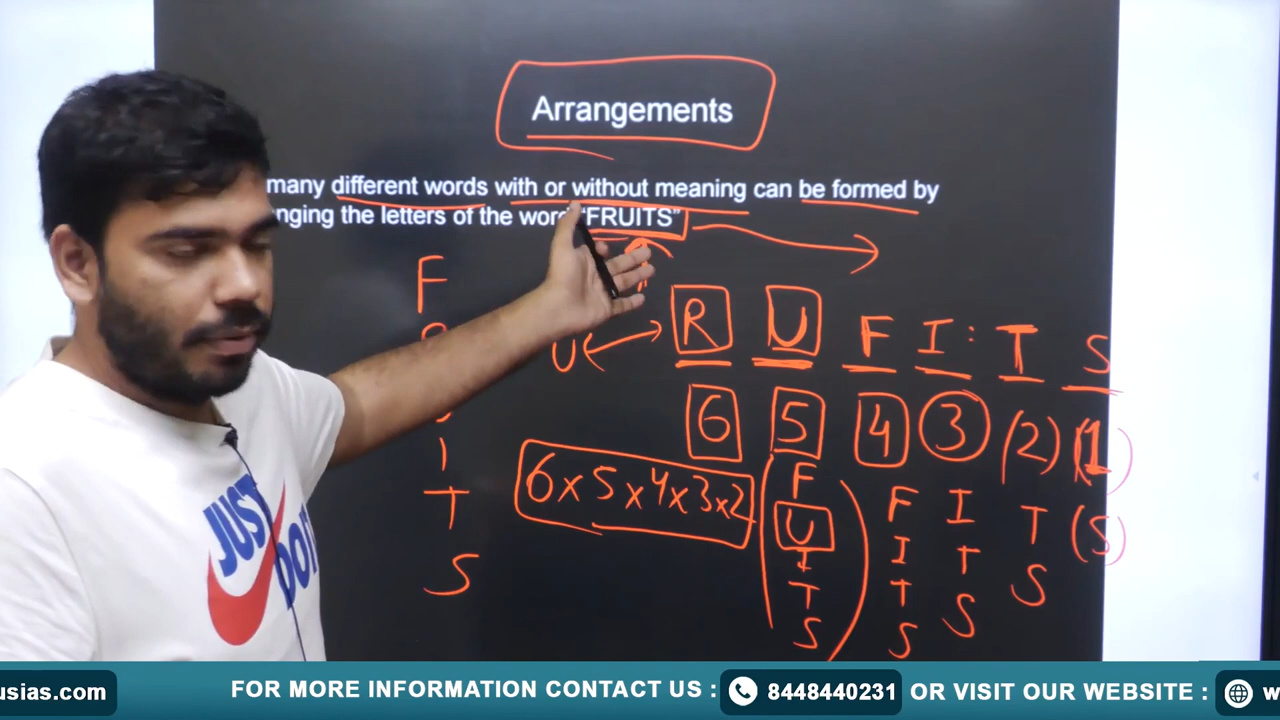 Arrangements
many different words with or without meaning can be formed by
the letters of the word "FRUITS"
F
U R U F I : T S
6 5 4 3 (2) (1)
I
T
S
6x5x4x3x2
F
U
I
T
S
F
I
T
S
I
T
S
T
S
(S)
JUST
FOR MORE INFORMATION CONTACT US : 8448440231 OR VISIT OUR WEBSITE :
usias.com